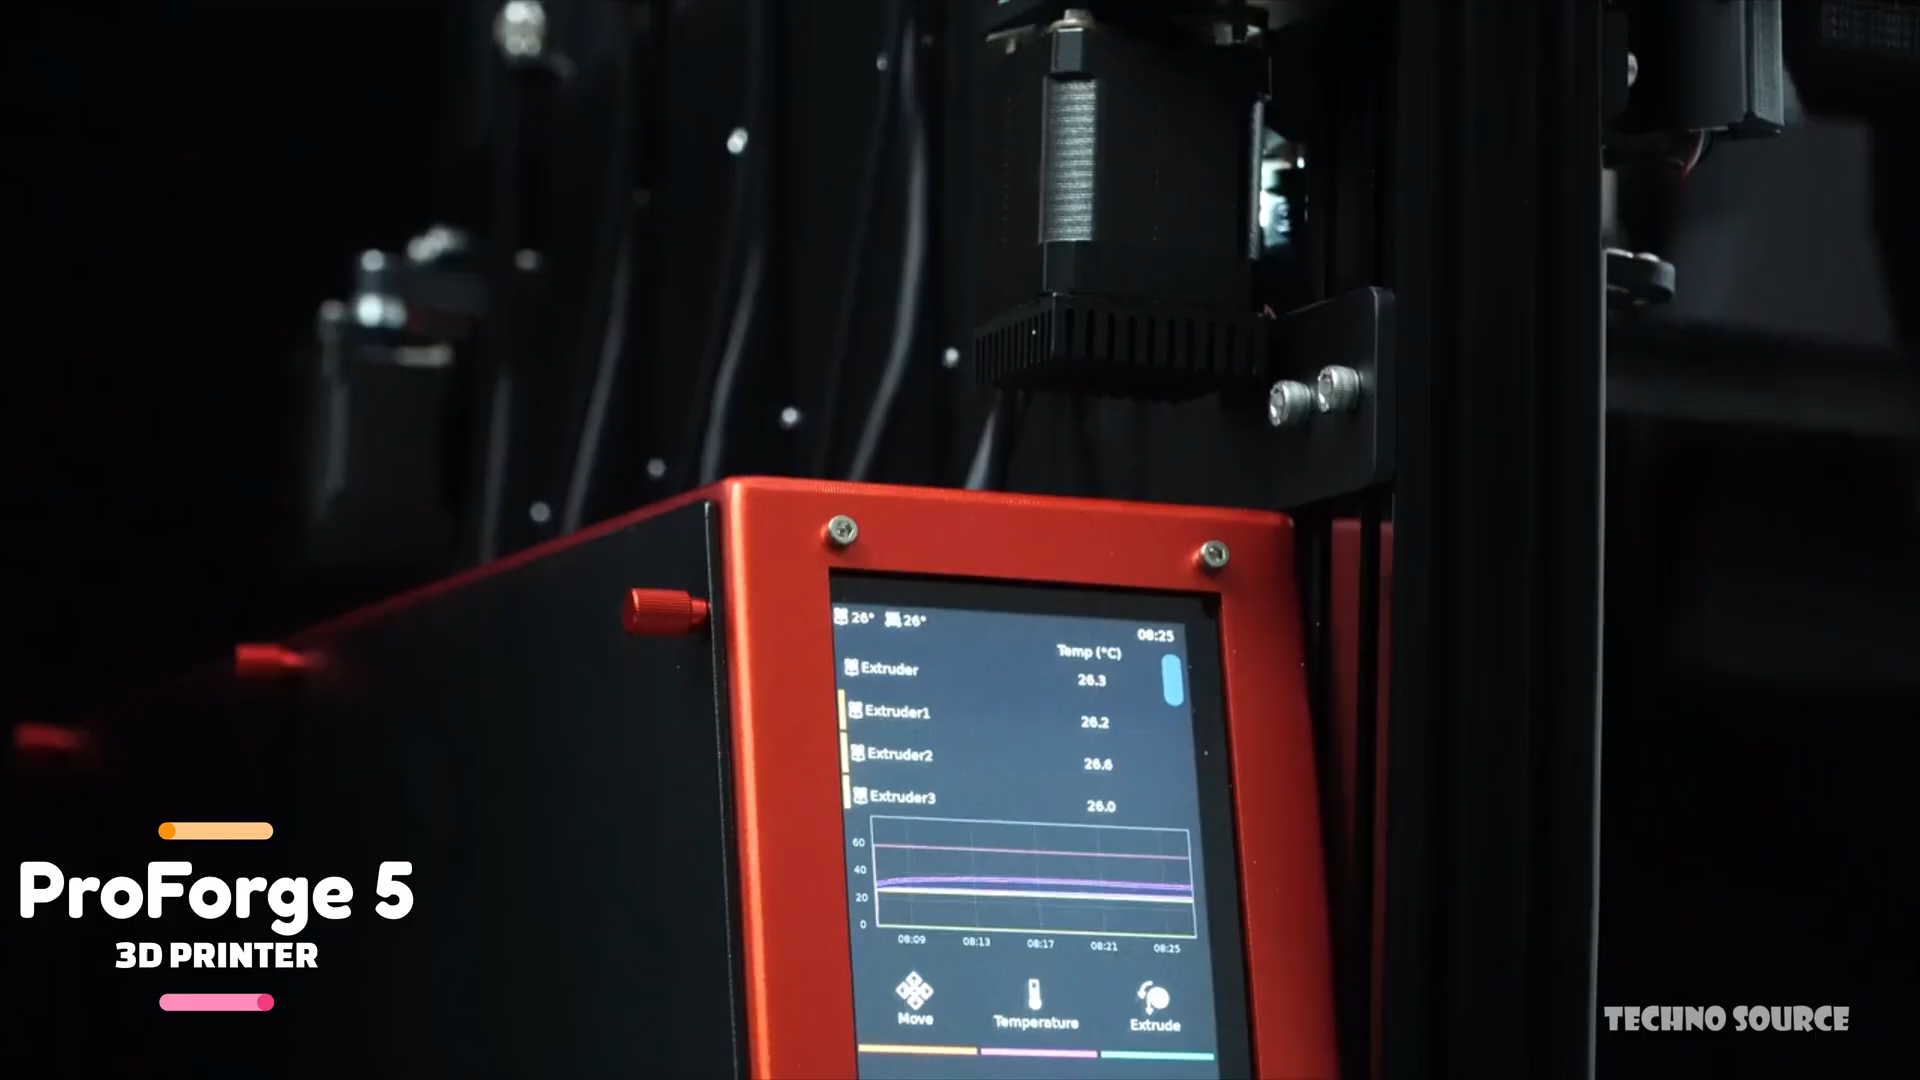 26° 26° 08:25
Temp (°C)
Extruder 26.3
Extruder1 26.2
Extruder2 26.6
Extruder3 26.0
60
40
20
0
08:09 08:13 08:17 08:21 08:25
Move Temperature Extrude
ProForge 5
3D PRINTER
TECHNO SOURCE